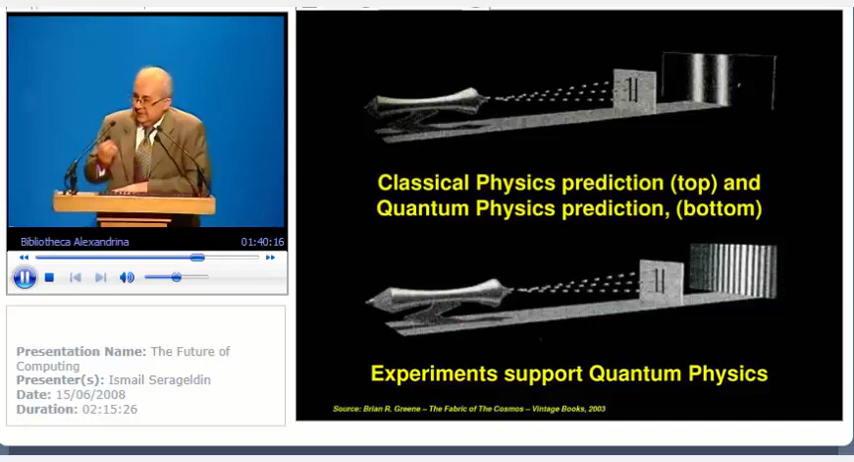 Bibliotheca Alexandrina
01:40:16
Presentation Name: The Future of
Computing
Presenter(s): Ismail Serageldin
Date: 15/06/2008
Duration: 02:15:26
Classical Physics prediction (top) and
Quantum Physics prediction, (bottom)
Experiments support Quantum Physics
Source: Brian R. Greene – The Fabric of The Cosmos – Vintage Books, 2003